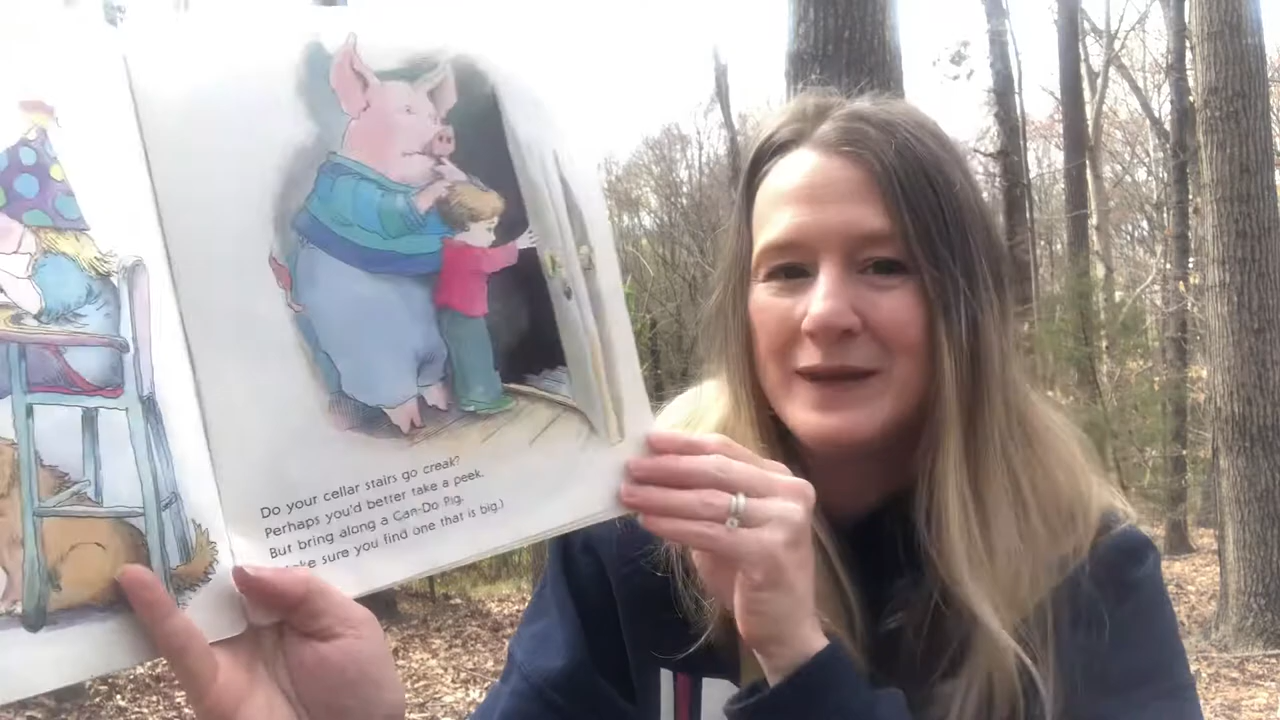 Do your cellar stairs go creak?
Perhaps you'd better take a peek.
But bring along a Can-Do Pig.
sure you find one that is big.)